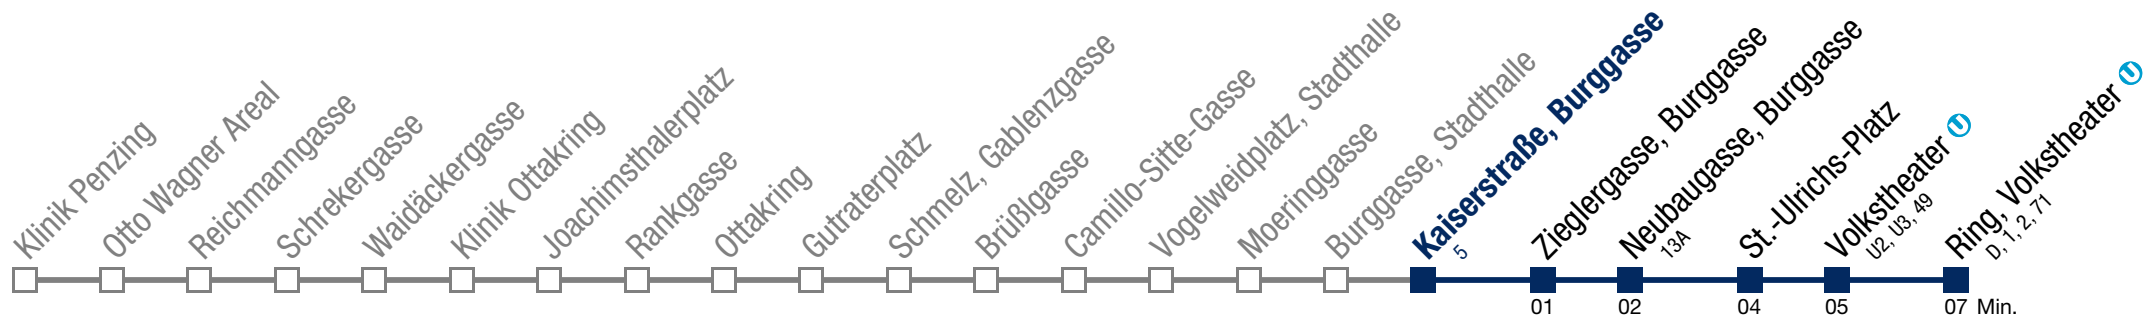 Klinik Penzing
Otto Wagner Areal
Reichmanngasse
Schrekergasse
Waidäckergasse
Klinik Ottakring
Joachimsthalerplatz
Rankgasse
Ottakring
Gutraterplatz
Schmelz, Gablenzgasse
Brüßlgasse
Camillo-Sitte-Gasse
Vogelweidplatz, Stadthalle
Moeringgasse
Burggasse, Stadthalle
Kaiserstraße, Burggasse
5
Zieglergasse, Burggasse
Neubaugasse, Burggasse
13A
St.-Ulrichs-Platz
Volkstheater
U2, U3, 49
Ring, Volkstheater
D, 1, 2, 71
01 02 04 05 07 Min.